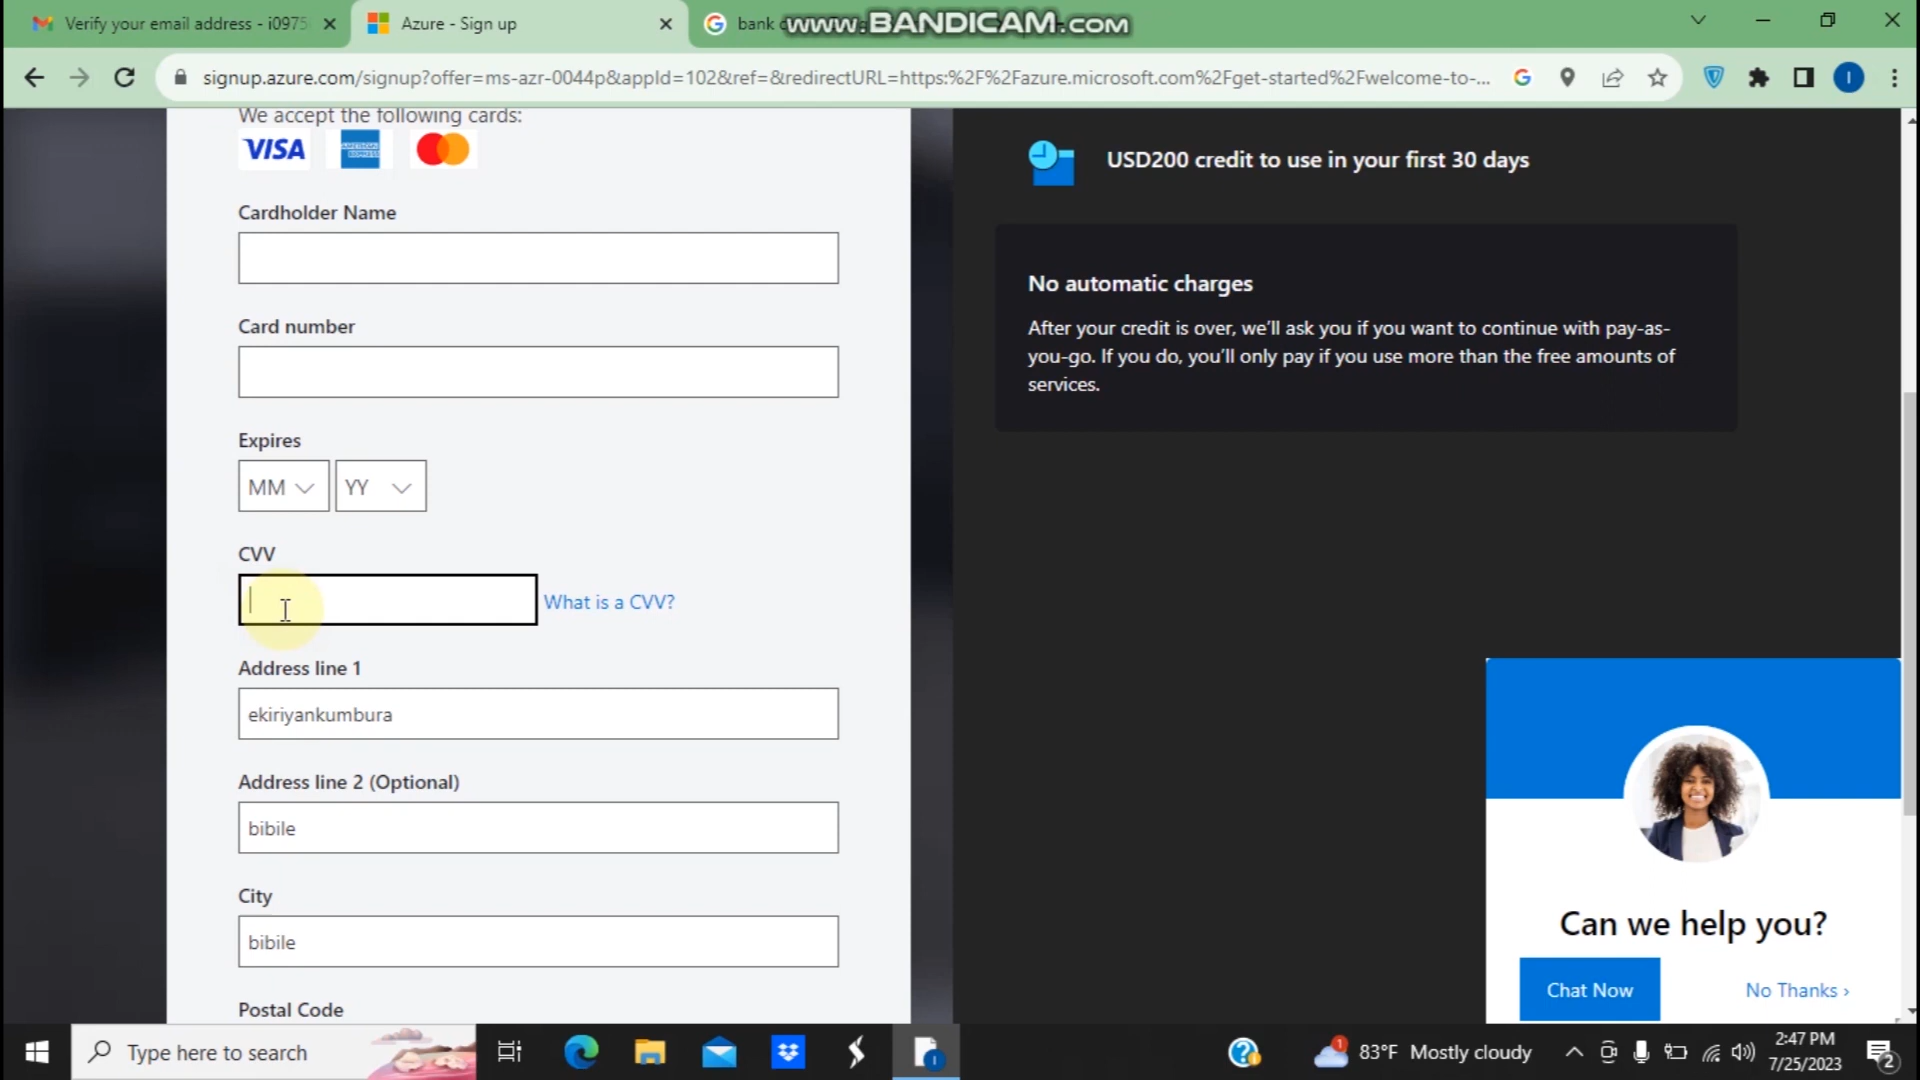 Verify your email address - i0975
Azure - Sign up
bank
www.BANDICAM.com
signup.azure.com/signup?offer=ms-azr-0044p&appId=102&ref=&redirectURL=https:%2F%2Fazure.microsoft.com%2Fget-started%2Fwelcome-to-...
I
We accept the following cards:
VISA
AMERICAN EXPRESS
Cardholder Name
Card number
Expires
MM
YY
CVV
What is a CVV?
Address line 1
ekiriyankumbura
Address line 2 (Optional)
bibile
City
bibile
Postal Code
USD200 credit to use in your first 30 days
No automatic charges
After your credit is over, we'll ask you if you want to continue with pay-as-
you-go. If you do, you'll only pay if you use more than the free amounts of
services.
Can we help you?
Chat Now
No Thanks ›
Type here to search
1
83°F Mostly cloudy
2:47 PM
7/25/2023
2